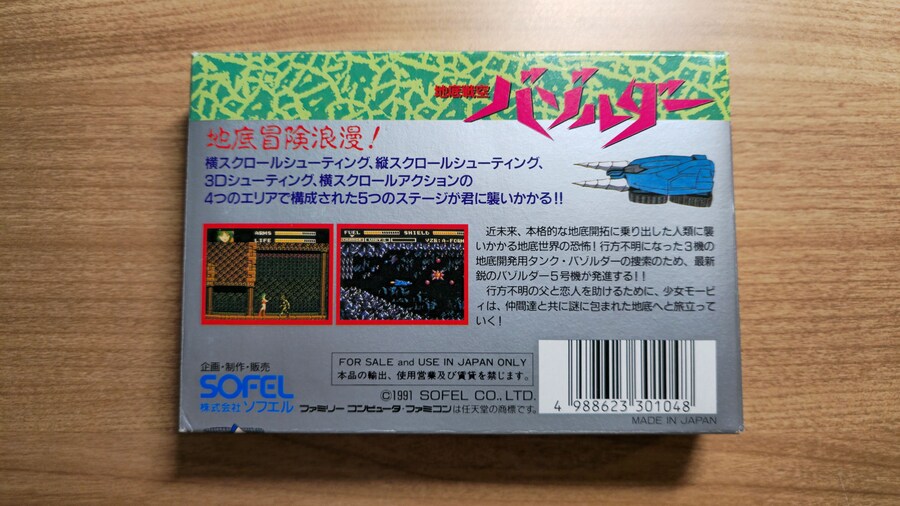 地底戦空
バゾルダー
地底冒険浪漫!
横スクロールシューティング、縦スクロールシューティング、
3Dシューティング、横スクロールアクションの
4つのエリアで構成された5つのステージが君に襲いかかる!!
ARMS
LIFE
FUEL
SHIELD
近未来、本格的な地底開拓に乗り出した人類に襲
いかかる地底世界の恐怖!行方不明になった3機の
地底開発用タンク・バゾルダーの捜索のため、最新
鋭のバゾルダー5号機が発進する!!
行方不明の父と恋人を助けるために、少女モービ
ィは、仲間達と共に謎に包まれた地底へと旅立って
いく!
企画・制作・販売
SOFEL
株式会社 ソフエル
FOR SALE and USE IN JAPAN ONLY
本品の輸出、使用営業及び賃貸を禁じます。
©1991 SOFEL CO., LTD.
ファミリー コンピュータ・ファミコンは任天堂の商標です。
4 988623 301048
MADE IN JAPAN